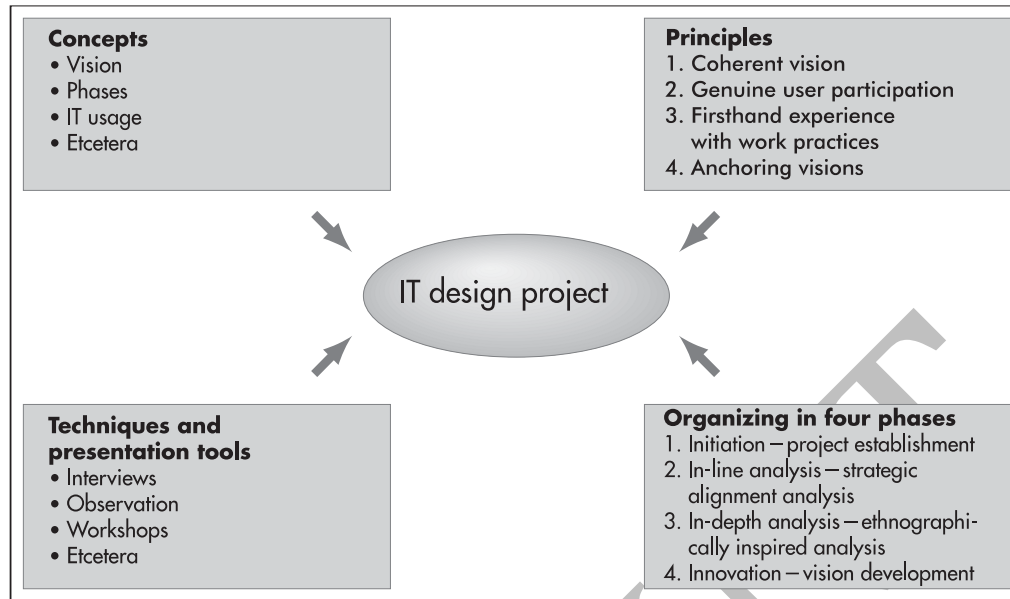 Concepts
• Vision
• Phases
• IT usage
• Etcetera
Principles
1. Coherent vision
2. Genuine user participation
3. Firsthand experience
with work practices
4. Anchoring visions
IT design project
Techniques and
presentation tools
• Interviews
• Observation
• Workshops
• Etcetera
Organizing in four phases
1. Initiation – project establishment
2. In-line analysis – strategic
alignment analysis
3. In-depth analysis – ethnographi-
cally inspired analysis
4. Innovation – vision development